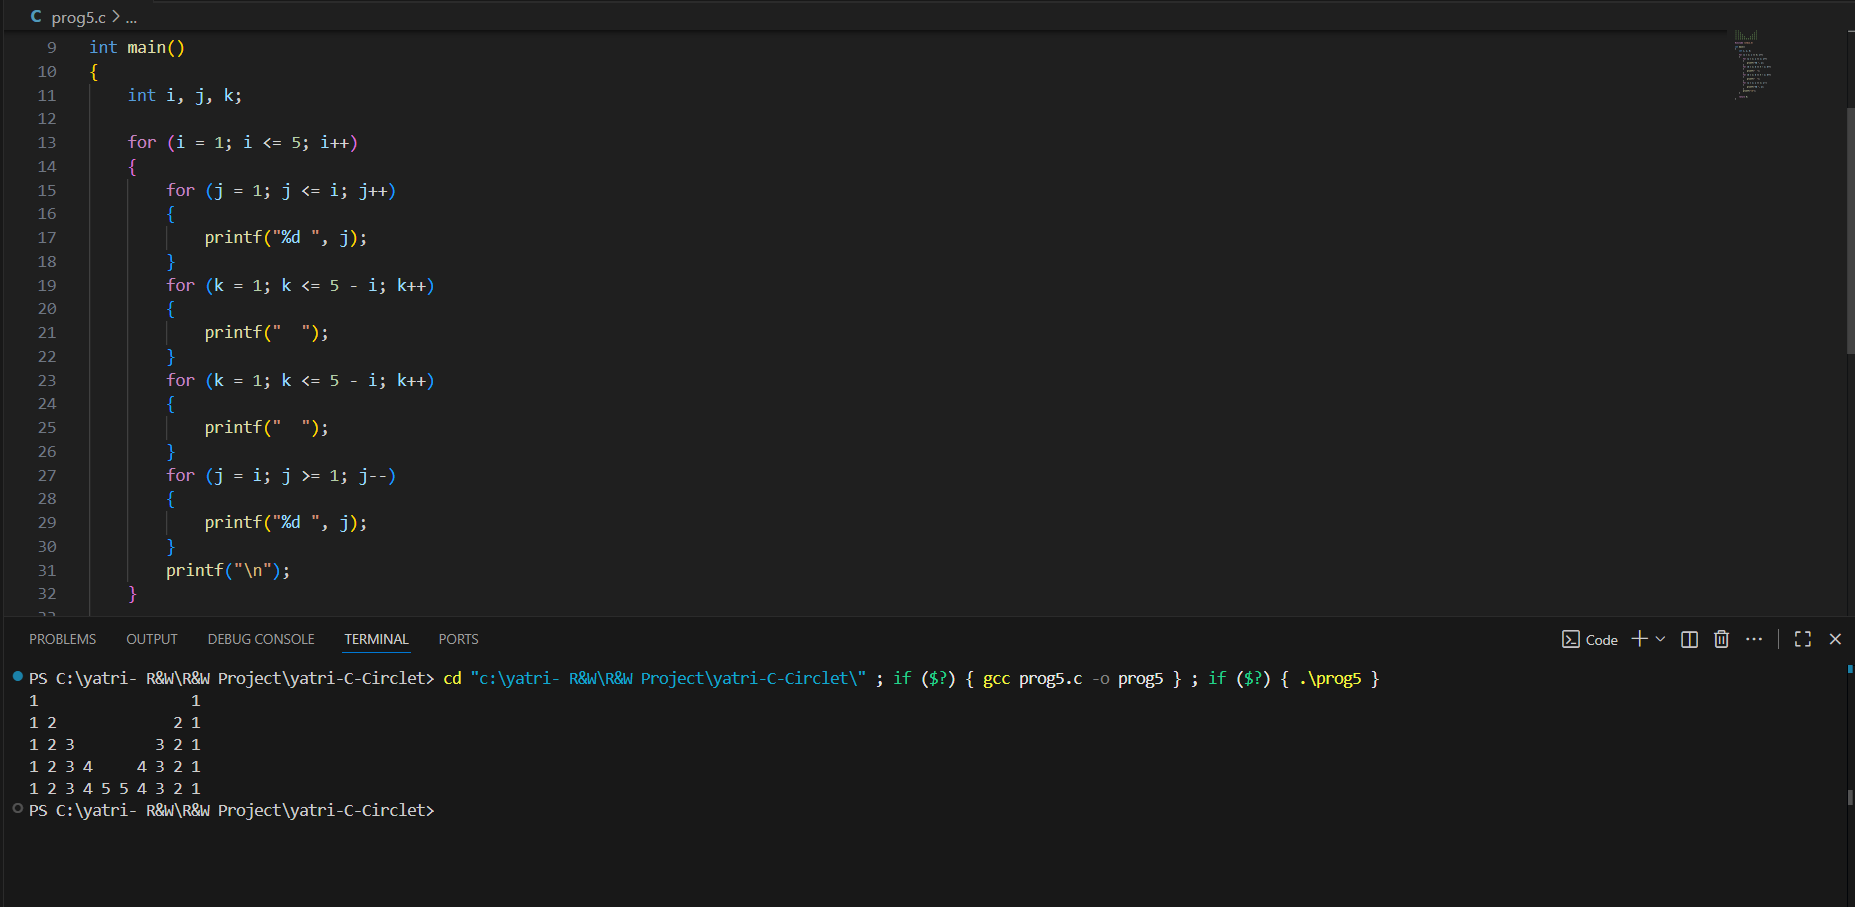 C prog5.c > ...
9 int main()
10 {
11     int i, j, k;
12
13     for (i = 1; i <= 5; i++)
14     {
15         for (j = 1; j <= i; j++)
16         {
17             printf("%d ", j);
18         }
19         for (k = 1; k <= 5 - i; k++)
20         {
21             printf("  ");
22         }
23         for (k = 1; k <= 5 - i; k++)
24         {
25             printf("  ");
26         }
27         for (j = i; j >= 1; j--)
28         {
29             printf("%d ", j);
30         }
31         printf("\n");
32     }
PROBLEMS OUTPUT DEBUG CONSOLE TERMINAL PORTS Code
PS C:\yatri- R&W\R&W Project\yatri-C-Circlet> cd "c:\yatri- R&W\R&W Project\yatri-C-Circlet\" ; if ($?) { gcc prog5.c -o prog5 } ; if ($?) { .\prog5 }
1                 1
1 2             2 1
1 2 3         3 2 1
1 2 3 4     4 3 2 1
1 2 3 4 5 5 4 3 2 1
PS C:\yatri- R&W\R&W Project\yatri-C-Circlet>